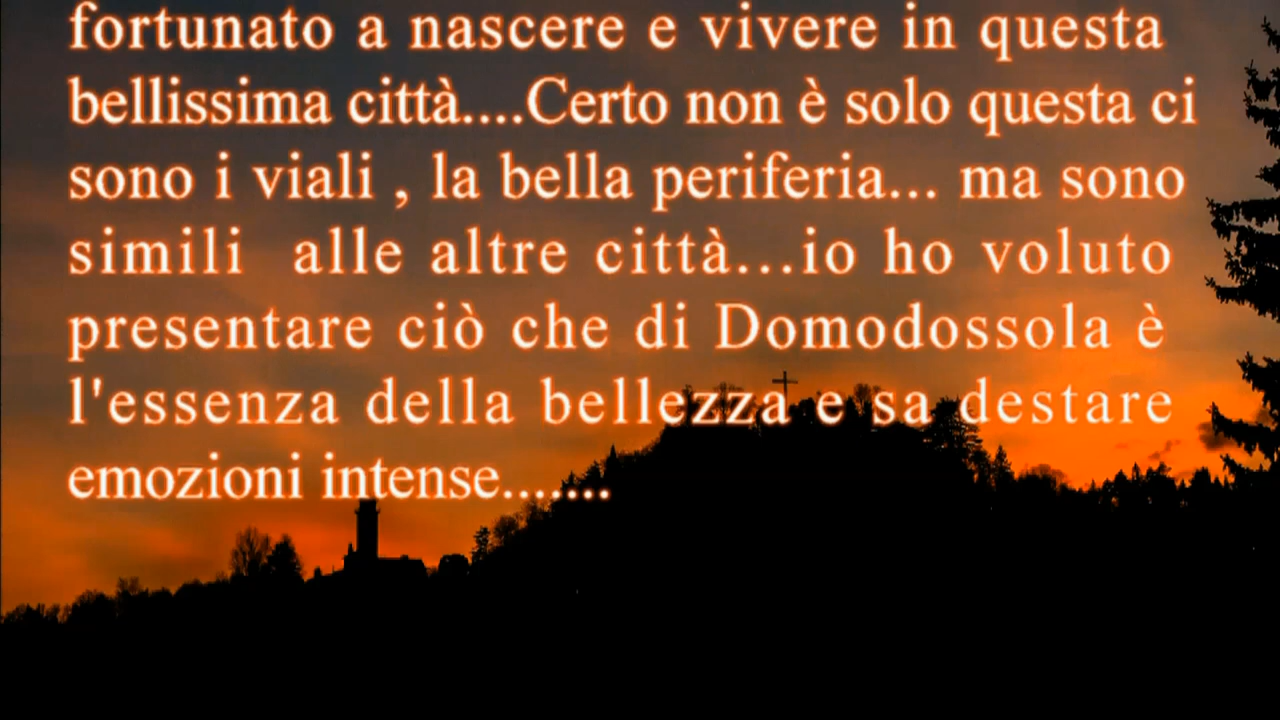 fortunato a nascere e vivere in questa
bellissima città....Certo non è solo questa ci
sono i viali , la bella periferia... ma sono
simili alle altre città...io ho voluto
presentare ciò che di Domodossola è
l'essenza della bellezza e sa destare
emozioni intense.......